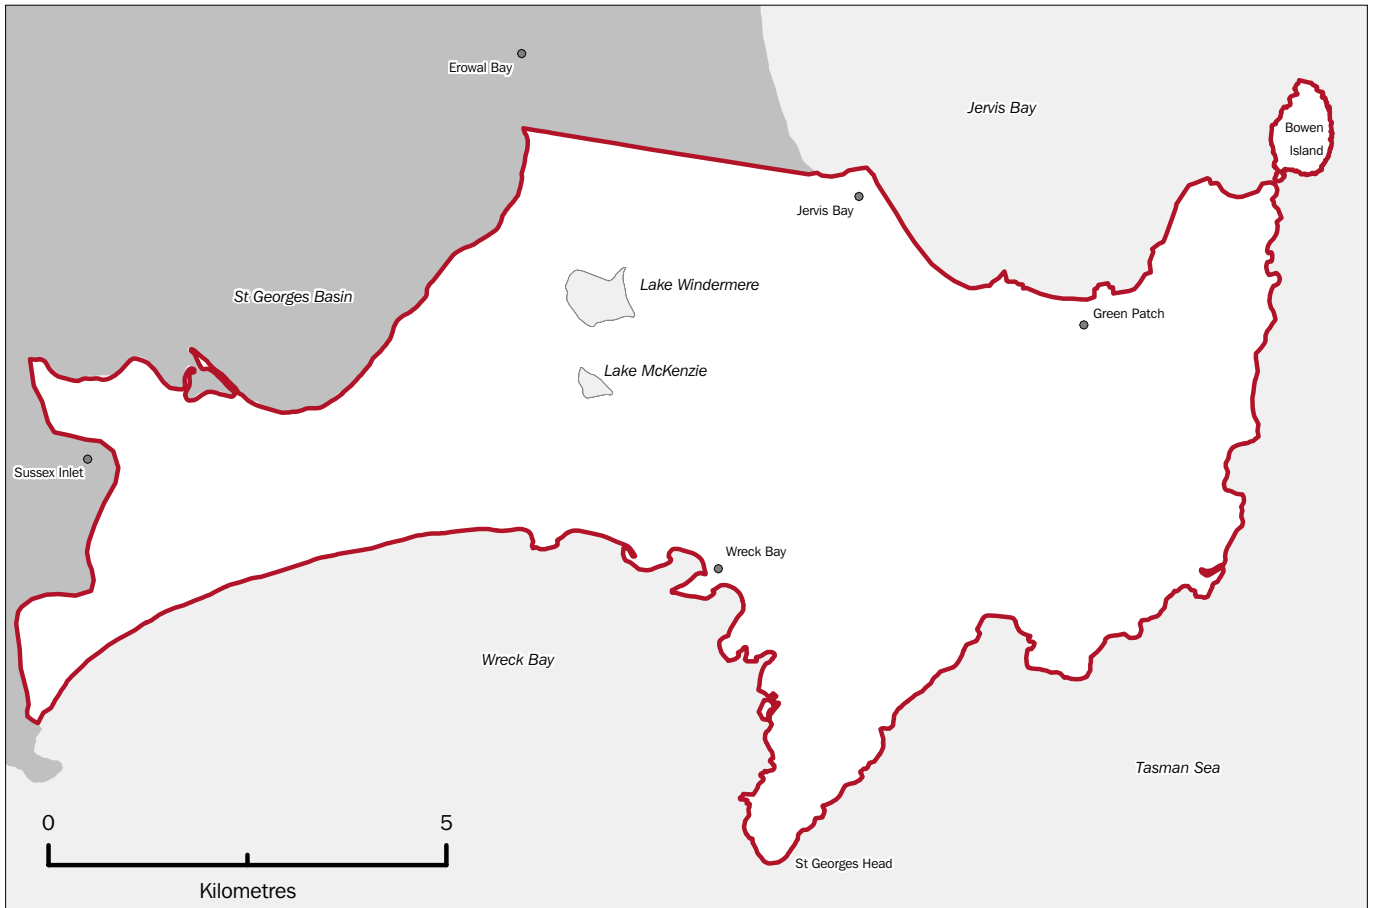 Erowal Bay
Jervis Bay
Bowen
Island
Jervis Bay
Lake Windermere
St Georges Basin
Green Patch
Lake McKenzie
Sussex Inlet
Wreck Bay
Wreck Bay
Tasman Sea
0 5
St Georges Head
Kilometres